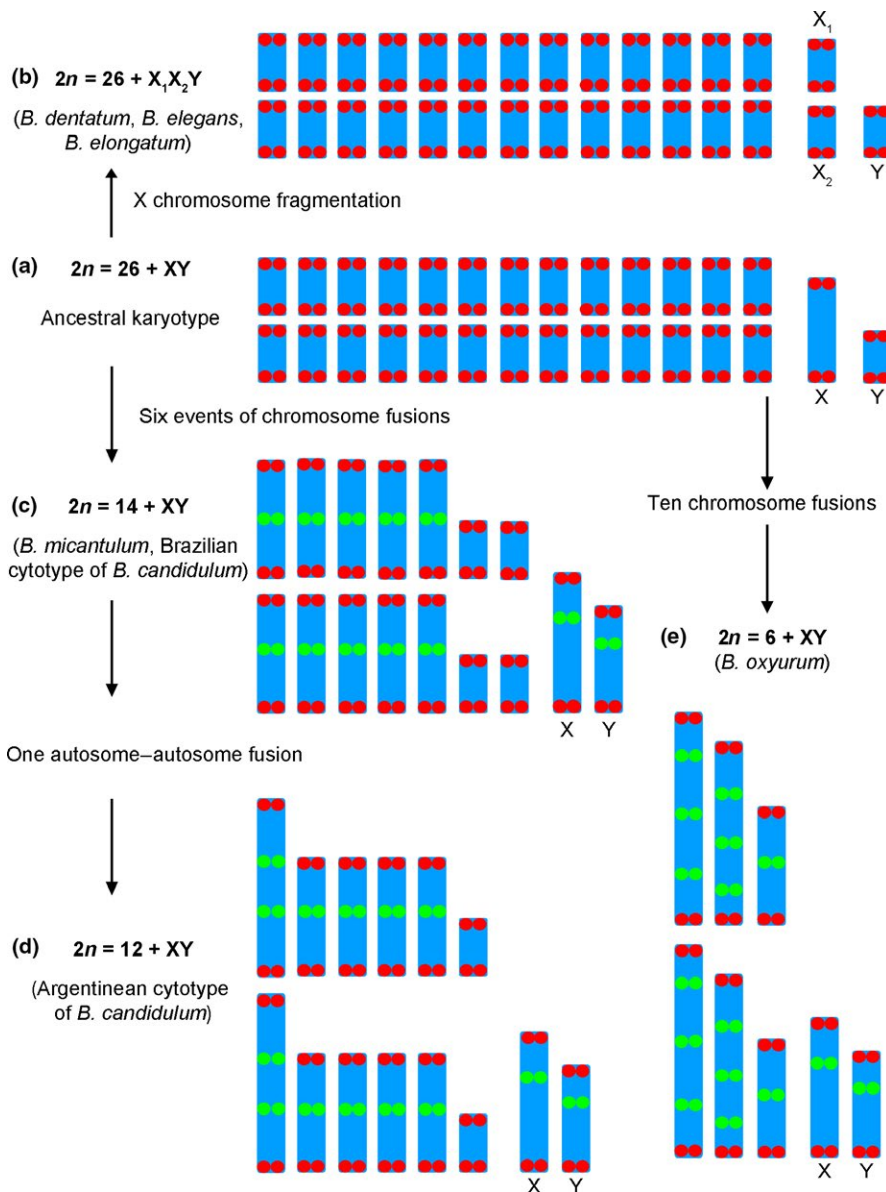 X₁
(b) 2n = 26 + X₁X₂Y
(B. dentatum, B. elegans,
B. elongatum)
X₂ Y
X chromosome fragmentation
(a) 2n = 26 + XY
Ancestral karyotype
X Y
Six events of chromosome fusions
(c) 2n = 14 + XY
(B. micantulum, Brazilian
cytotype of B. candidulum)
X Y
Ten chromosome fusions
(e) 2n = 6 + XY
(B. oxyurum)
One autosome–autosome fusion
(d) 2n = 12 + XY
(Argentinean cytotype
of B. candidulum)
X Y
X Y